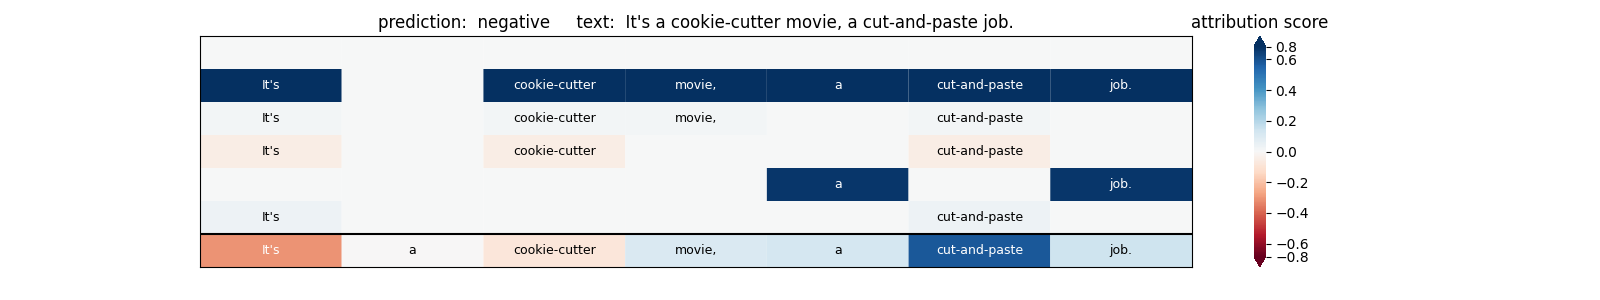 prediction:  negative     text:  It's a cookie-cutter movie, a cut-and-paste job.
attribution score
It's cookie-cutter movie, a cut-and-paste job.
It's cookie-cutter movie, cut-and-paste
It's cookie-cutter cut-and-paste
a job.
It's cut-and-paste
It's a cookie-cutter movie, a cut-and-paste job.
0.8
0.6
0.4
0.2
0.0
−0.2
−0.4
−0.6
−0.8